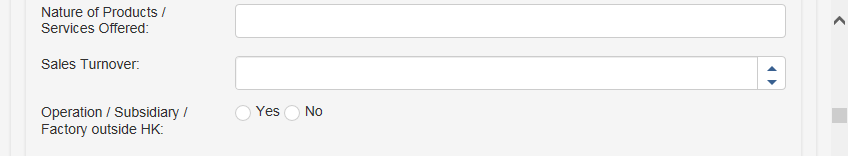 Nature of Products /
Services Offered:
Sales Turnover:
Operation / Subsidiary /
Factory outside HK:
Yes No